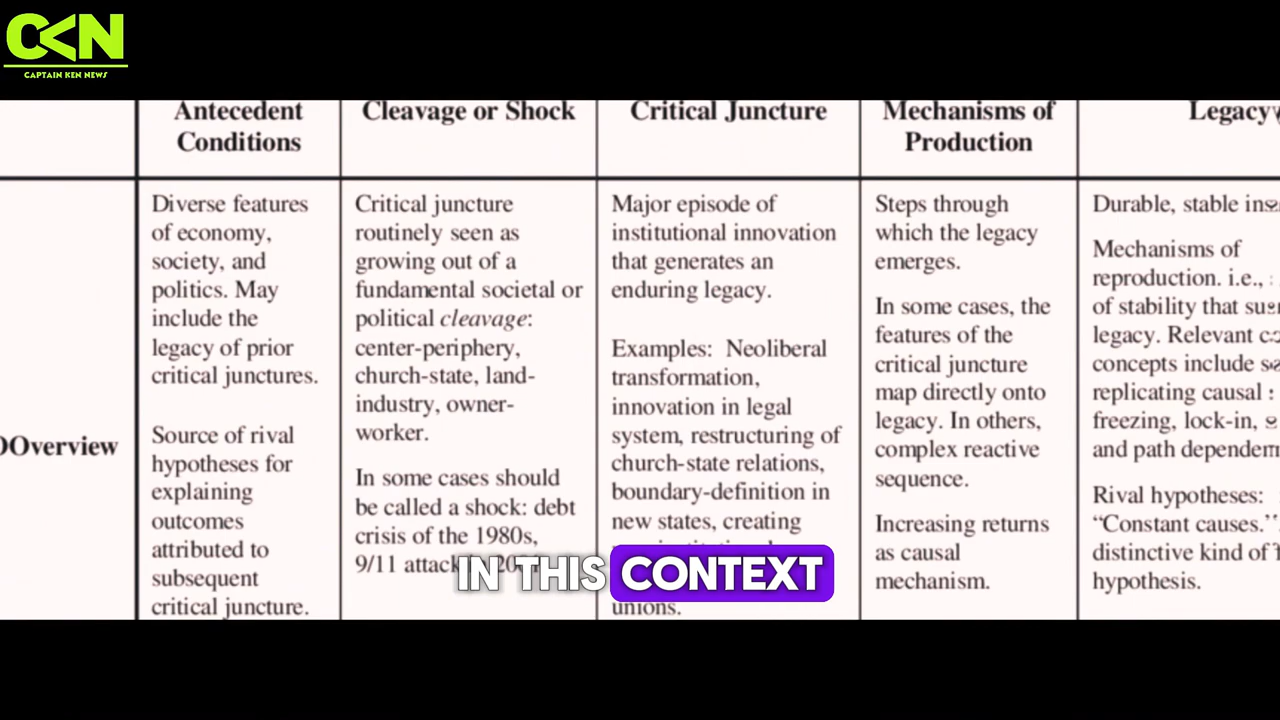 CKN
CAPTAIN KEN NEWS
Antecedent
Conditions
Cleavage or Shock
Critical Juncture
Mechanisms of
Production
Legacy
Overview
Diverse features
of economy,
society, and
politics. May
include the
legacy of prior
critical junctures.
Source of rival
hypotheses for
explaining
outcomes
attributed to
subsequent
critical juncture.
Critical juncture
routinely seen as
growing out of a
fundamental societal or
political cleavage:
center-periphery,
church-state, land-
industry, owner-
worker.
In some cases should
be called a shock: debt
crisis of the 1980s,
9/11
Major episode of
institutional innovation
that generates an
enduring legacy.
Examples: Neoliberal
transformation,
innovation in legal
system, restructuring of
church-state relations,
boundary-definition in
new states, creating
unions.
Steps through
which the legacy
emerges.
In some cases, the
features of the
critical juncture
map directly onto
legacy. In others,
complex reactive
sequence.
Increasing returns
as causal
mechanism.
Durable, stable
Mechanisms of
reproduction. i.e.,
of stability that
legacy. Relevant
concepts include
replicating causal
freezing, lock-in,
and path
Rival hypotheses:
“Constant causes.”
distinctive kind of
hypothesis.
IN THIS CONTEXT